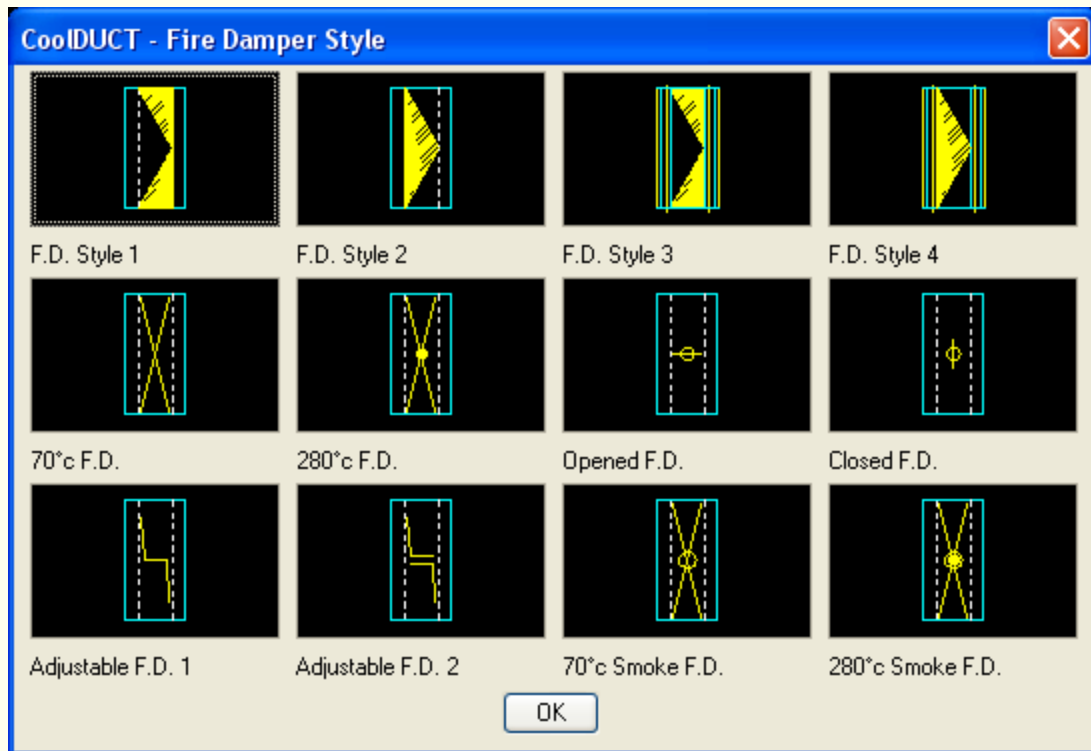 CoolDUCT - Fire Damper Style
F.D. Style 1 F.D. Style 2 F.D. Style 3 F.D. Style 4
70°c F.D. 280°c F.D. Opened F.D. Closed F.D.
Adjustable F.D. 1 Adjustable F.D. 2 70°c Smoke F.D. 280°c Smoke F.D.
OK